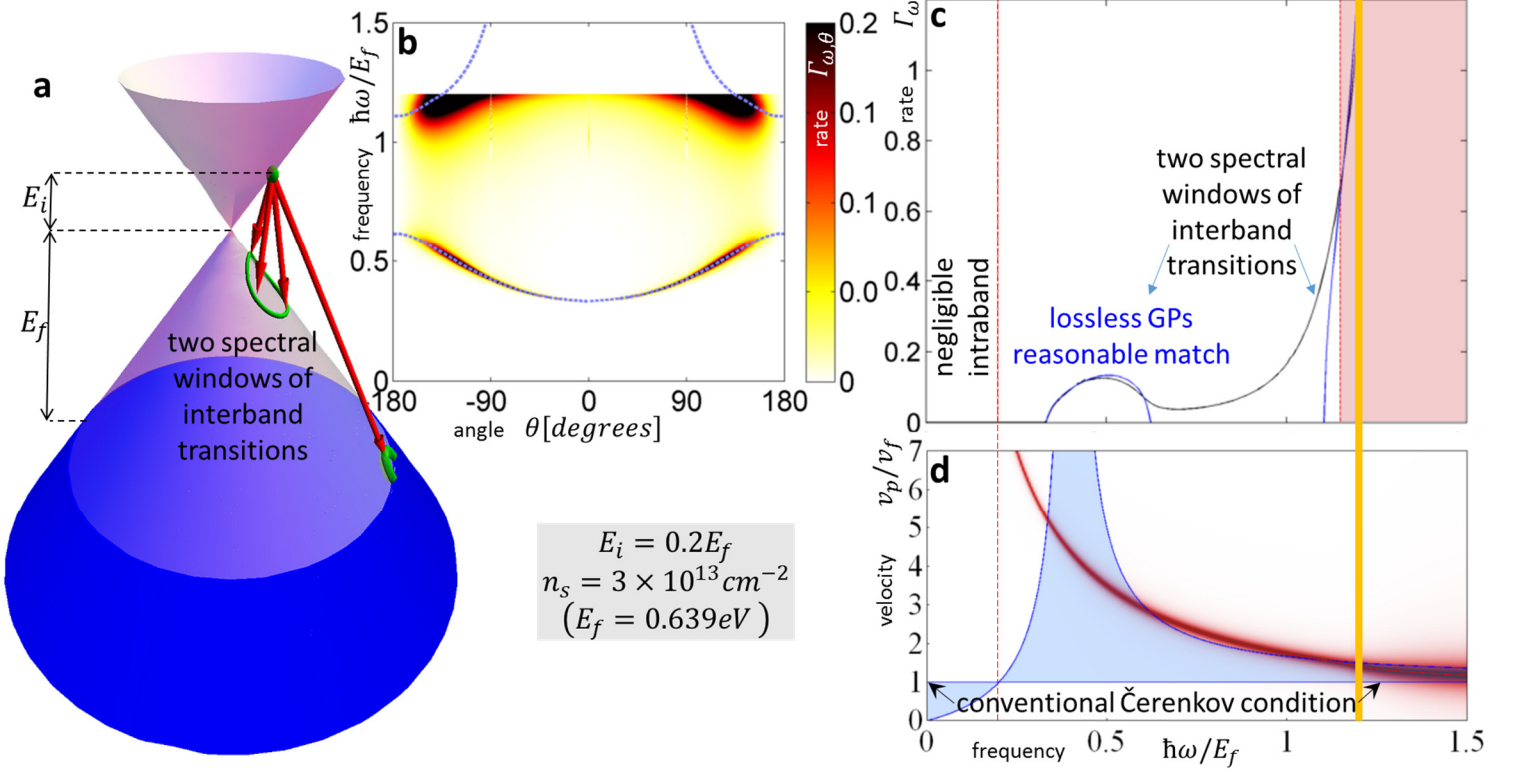 a
E_i
E_f
two spectral
windows of
interband
transitions
b
frequency ħω/E_f
1.5
1
0.5
0
180
-90
0
90
180
angle θ[degrees]
0.2
0.1
0.1
0.0
0
rate Γ_{ω,θ}
E_i = 0.2E_f
n_s = 3 × 10^{13}cm^{-2}
(E_f = 0.639eV )
c
rate Γ_ω
1
0.8
0.6
0.4
0.2
0
negligible
intraband
two spectral
windows of
interband
transitions
lossless GPs
reasonable match
d
velocity v_p/v_f
7
6
5
4
3
2
1
0
conventional Čerenkov condition
0
0.5
1
1.5
frequency ħω/E_f